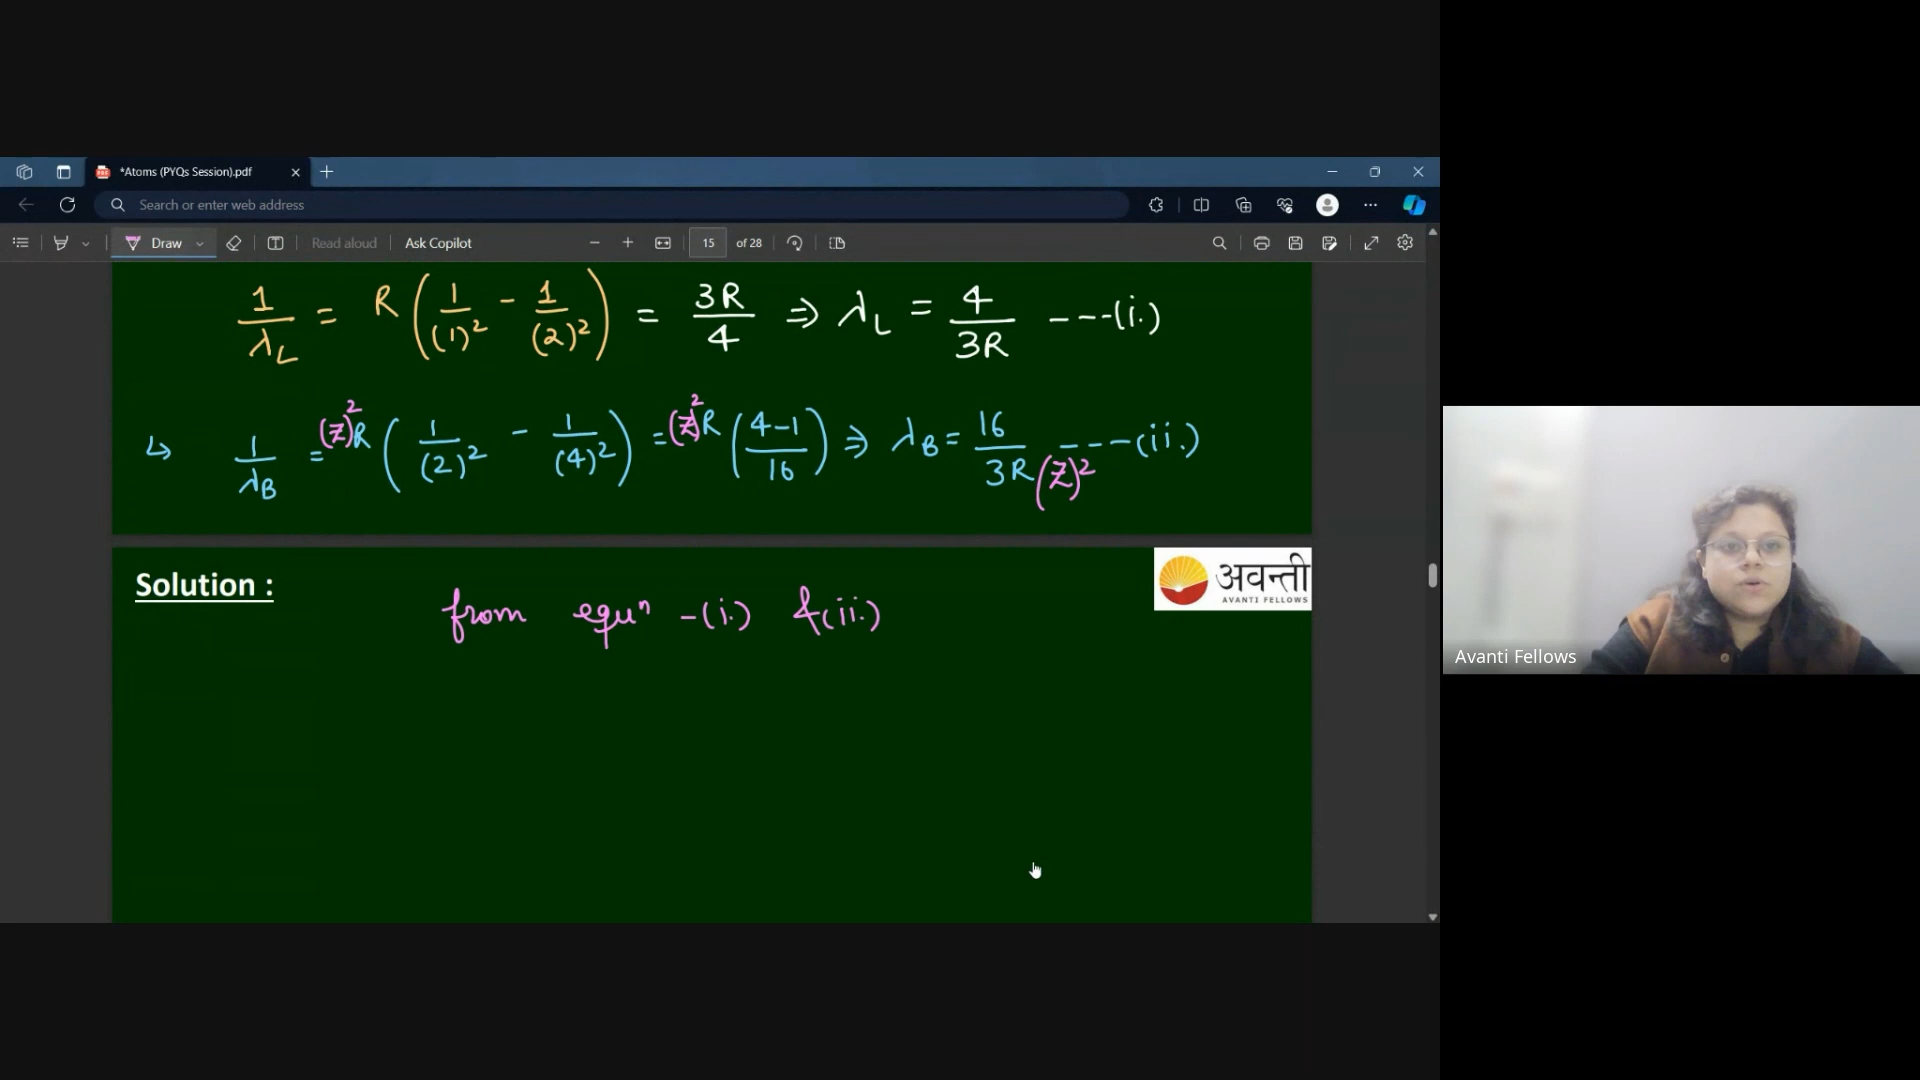 *Atoms (PYQs Session).pdf
Search or enter web address
Draw
Read aloud
Ask Copilot
15 of 28
1/λL = R(1/(1)² - 1/(2)²) = 3R/4 ⇒ λL = 4/3R ---(i.)
↳ 1/λB = (Z)²R(1/(2)² - 1/(4)²) = (Z)²R(4-1/16) ⇒ λB = 16/3R(Z)² ---(ii.)
Solution :
from equⁿ -(i.) &(ii.)
अवन्ती
AVANTI FELLOWS
Avanti Fellows